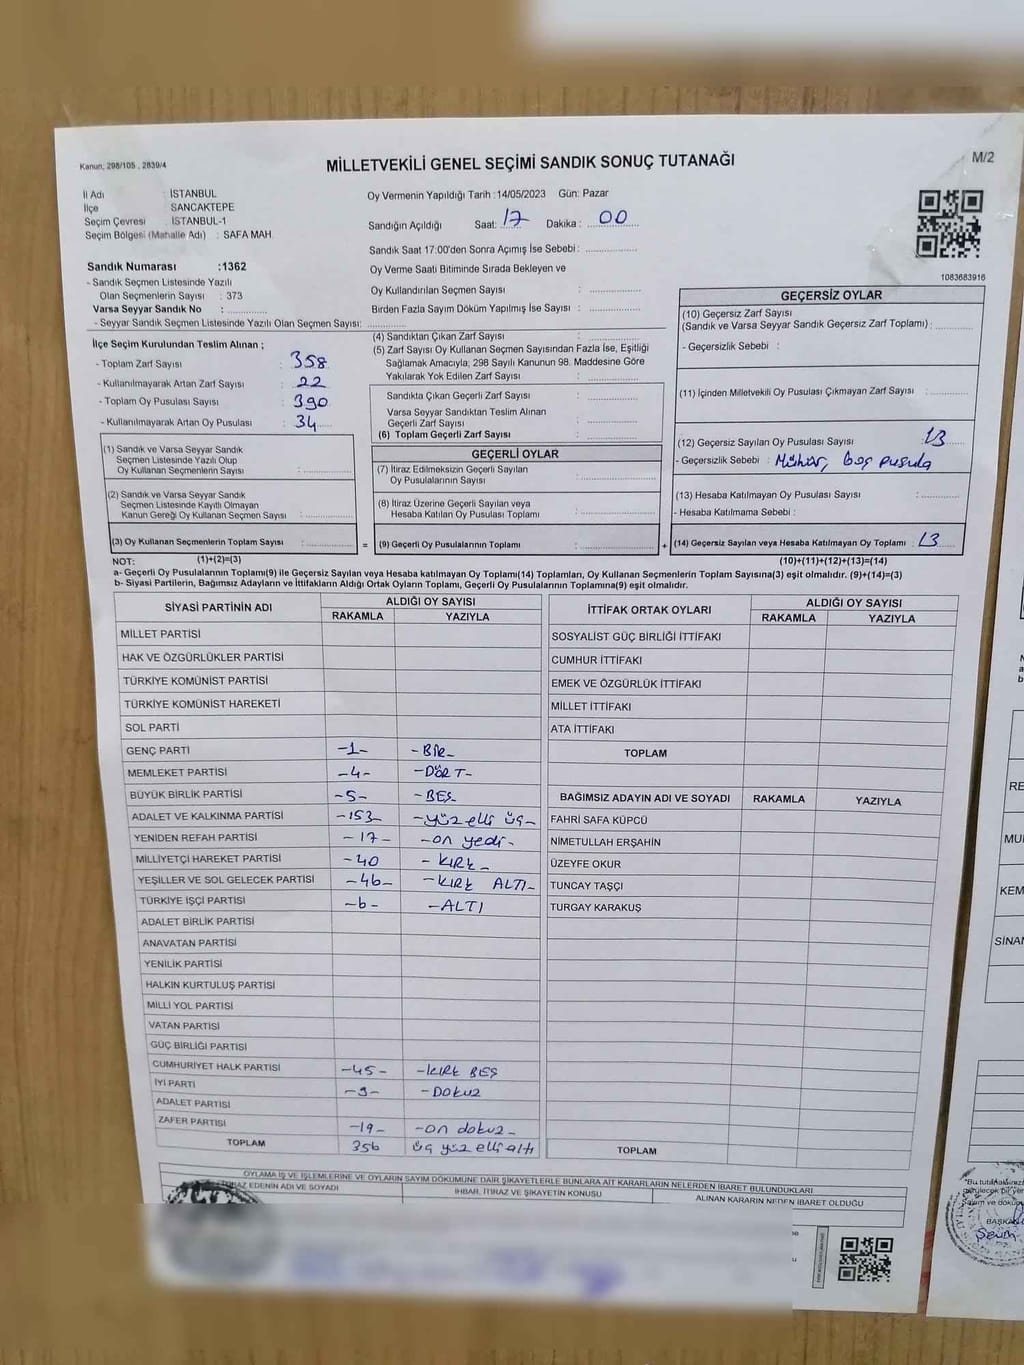 Kanun, 298/105 , 2839/4
MİLLETVEKİLİ GENEL SEÇİMİ SANDIK SONUÇ TUTANAĞI
M/2
İl Adı : İSTANBUL
İlçe SANCAKTEPE
Seçim Çevresi İSTANBUL-1
Seçim Bölgesi (Mahalle Adı) : SAFA MAH.
Oy Vermenin Yapıldığı Tarih : 14/05/2023 Gün: Pazar
Sandığın Açıldığı Saat: 17 Dakika : 00
Sandık Saat 17.00'den Sonra Açımış İse Sebebi :
Oy Verme Saati Bitiminde Sırada Bekleyen ve
Oy Kullandırılan Seçmen Sayısı :
Birden Fazla Sayım Döküm Yapılmış İse Sayısı :
1083683916
Sandık Numarası :1362
- Sandık Seçmen Listesinde Yazılı
Olan Seçmenlerin Sayısı : 373
Varsa Seyyar Sandık No :
- Seyyar Sandık Seçmen Listesinde Yazılı Olan Seçmen Sayısı:
İlçe Seçim Kurulundan Teslim Alınan ;
- Toplam Zarf Sayısı : 358
- Kullanılmayarak Artan Zarf Sayısı : 22
- Toplam Oy Pusulası Sayısı : 390
- Kullanılmayarak Artan Oy Pusulası : 34
(1) Sandık ve Varsa Seyyar Sandık
Seçmen Listesinde Yazılı Olup
Oy Kullanan Seçmenlerin Sayısı :
(2) Sandık ve Varsa Seyyar Sandık
Seçmen Listesinde Kayıtlı Olmayan
Kanun Gereği Oy Kullanan Seçmen Sayısı :
(3) Oy Kullanan Seçmenlerin Toplam Sayısı :
(4) Sandıktan Çıkan Zarf Sayısı :
(5) Zarf Sayısı Oy Kullanan Seçmen Sayısından Fazla İse, Eşitliği
Sağlamak Amacıyla; 298 Sayılı Kanunun 98. Maddesine Göre
Yakılarak Yok Edilen Zarf Sayısı :
Sandıkta Çıkan Geçerli Zarf Sayısı :
Varsa Seyyar Sandıktan Teslim Alınan
Geçerli Zarf Sayısı :
(6) Toplam Geçerli Zarf Sayısı :
GEÇERLİ OYLAR
(7) İtiraz Edilmeksizin Geçerli Sayılan
Oy Pusulalarının Sayısı :
(8) İtiraz Üzerine Geçerli Sayılan veya
Hesaba Katılan Oy Pusulası Toplamı :
= (9) Geçerli Oy Pusulalarının Toplamı :
GEÇERSİZ OYLAR
(10) Geçersiz Zarf Sayısı
(Sandık ve Varsa Seyyar Sandık Geçersiz Zarf Toplamı) :
- Geçersizlik Sebebi :
(11) İçinden Milletvekili Oy Pusulası Çıkmayan Zarf Sayısı :
(12) Geçersiz Sayılan Oy Pusulası Sayısı : 13
- Geçersizlik Sebebi : Mühür, boş pusula
(13) Hesaba Katılmayan Oy Pusulası Sayısı :
- Hesaba Katılmama Sebebi :
+ (14) Geçersiz Sayılan veya Hesaba Katılmayan Oy Toplamı : 13
NOT: (1)+(2)=(3) (10)+(11)+(12)+(13)=(14)
a- Geçerli Oy Pusulalarının Toplamı(9) ile Geçersiz Sayılan veya Hesaba katılmayan Oy Toplamı(14) Toplamları, Oy Kullanan Seçmenlerin Toplam Sayısına(3) eşit olmalıdır. (9)+(14)=(3)
b- Siyasi Partilerin, Bağımsız Adayların ve İttifakların Aldığı Ortak Oyların Toplamı, Geçerli Oy Pusulalarının Toplamına(9) eşit olmalıdır.
SİYASİ PARTİNİN ADI ALDIĞI OY SAYISI
RAKAMLA YAZIYLA
MİLLET PARTİSİ
HAK VE ÖZGÜRLÜKLER PARTİSİ
TÜRKİYE KOMÜNİST PARTİSİ
TÜRKİYE KOMÜNİST HAREKETİ
SOL PARTİ
GENÇ PARTİ -1- -BİR-
MEMLEKET PARTİSİ -4- -DÖRT-
BÜYÜK BİRLİK PARTİSİ -5- -BEŞ-
ADALET VE KALKINMA PARTİSİ -153- -yüz elli üç-
YENİDEN REFAH PARTİSİ -17- -on yedi-
MİLLİYETÇİ HAREKET PARTİSİ -40 -KIRK-
YEŞİLLER VE SOL GELECEK PARTİSİ -46- -KIRK ALTI-
TÜRKİYE İŞÇİ PARTİSİ -6- -ALTI
ADALET BİRLİK PARTİSİ
ANAVATAN PARTİSİ
YENİLİK PARTİSİ
HALKIN KURTULUŞ PARTİSİ
MİLLİ YOL PARTİSİ
VATAN PARTİSİ
GÜÇ BİRLİĞİ PARTİSİ
CUMHURİYET HALK PARTİSİ -45- -KIRK BEŞ
İYİ PARTİ -9- -DOKUZ
ADALET PARTİSİ
ZAFER PARTİSİ -19- -on dokuz-
TOPLAM 356 üç yüz elli altı
İTTİFAK ORTAK OYLARI ALDIĞI OY SAYISI
RAKAMLA YAZIYLA
SOSYALİST GÜÇ BİRLİĞİ İTTİFAKI
CUMHUR İTTİFAKI
EMEK VE ÖZGÜRLÜK İTTİFAKI
MİLLET İTTİFAKI
ATA İTTİFAKI
TOPLAM
BAĞIMSIZ ADAYIN ADI VE SOYADI RAKAMLA YAZIYLA
FAHRİ SAFA KÜPCÜ
NİMETULLAH ERŞAHİN
ÜZEYFE OKUR
TUNCAY TAŞÇI
TURGAY KARAKUŞ
TOPLAM
OYLAMA İŞ VE İŞLEMLERİNE VE OYLARIN SAYIM DÖKÜMÜNE DAİR ŞİKAYETLERLE BUNLARA AİT KARARLARIN NELERDEN İBARET BULUNDUKLARI
EDENİN ADI VE SOYADI İHBAR, İTİRAZ VE ŞİKAYETİN KONUSU ALINAN KARARIN NEDEN İBARET OLDUĞU
RE
MU
KEM
SİNAN